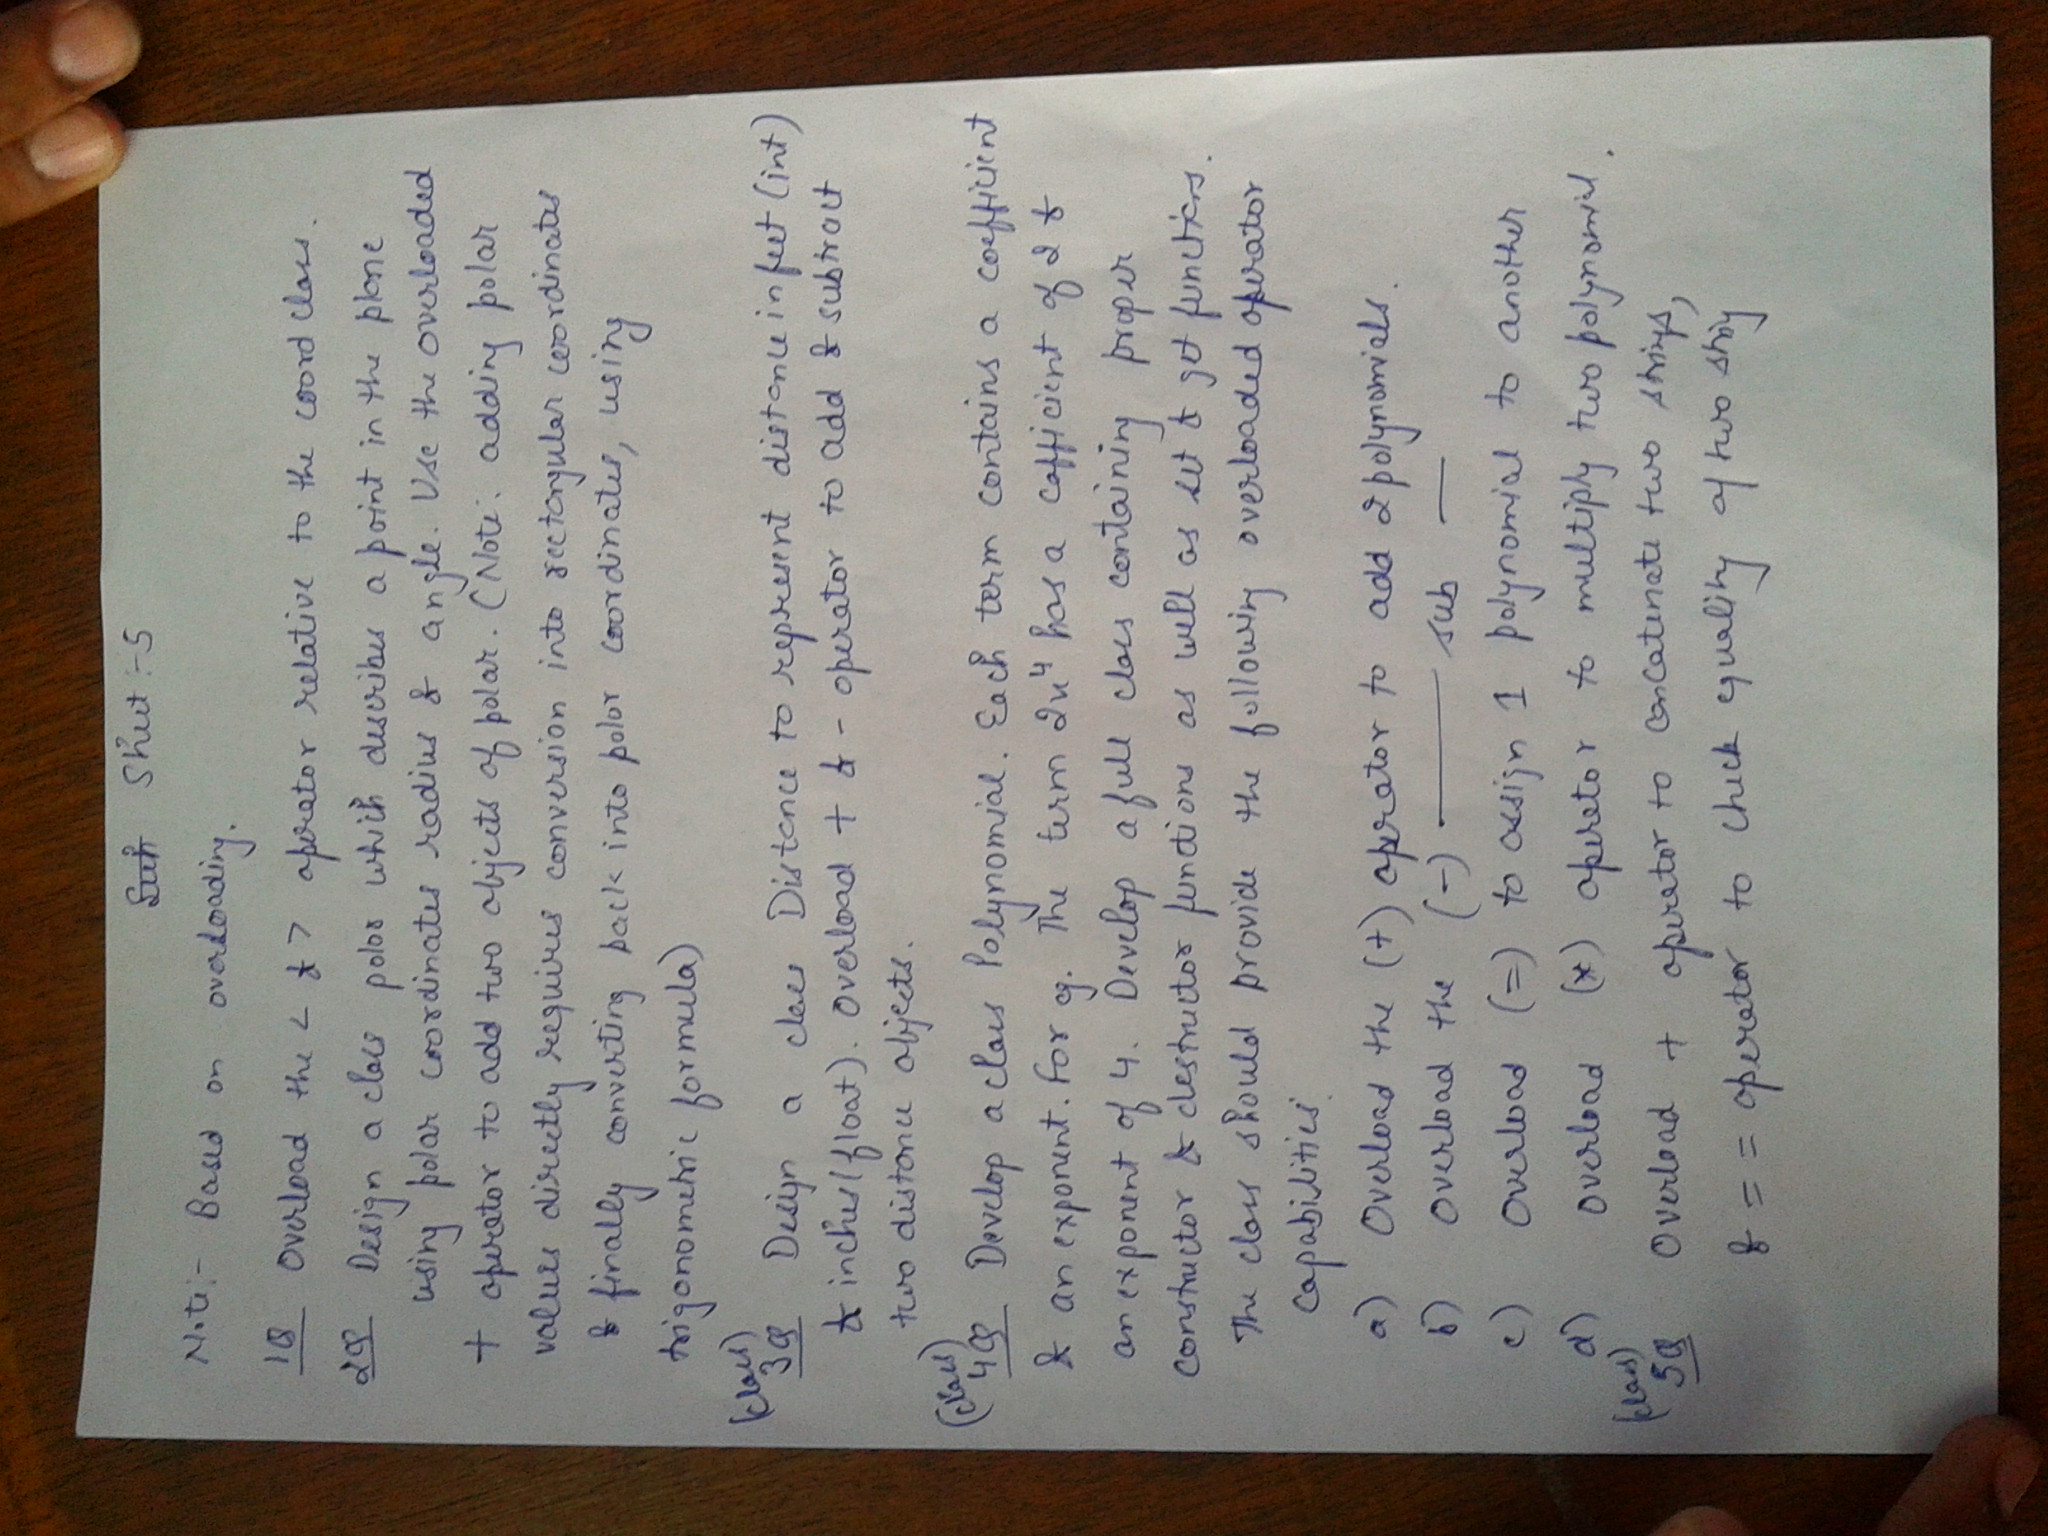 Sheet :- 5
Note :- Based on overloading.
1Q Overload the < & > operator relative to the coord class.
2Q Design a class polar which describes a point in the plane
using polar coordinates radius & angle. Use the overloaded
+ operator to add two objects of polar. (Note: adding polar
values directly requires conversion into rectangular coordinates
& finally converting back into polar coordinates, using
trigonometric formula)
(class)
3Q Design a class Distance to represent distance in feet (int)
& inches (float). Overload + & - operator to add & subtract
two distance objects.
(class)
4Q Develop a class Polynomial. Each term contains a coefficient
& an exponent. For eg. The term 2x⁴ has a cofficient of 2 &
an exponent of 4. Develop a full class containing proper
constructor & destructor functions as well as set & get functions.
The class should provide the following overloaded operator
capabilities.
a) Overload the (+) operator to add 2 polynomials.
b) Overload the (-) —— sub —
c) Overload (=) to assign 1 polynomial to another
d) Overload (*) operator to multiply two polynomial.
(class)
5Q Overload + operator to concatenate two strings,
& == operator to check equality of two string